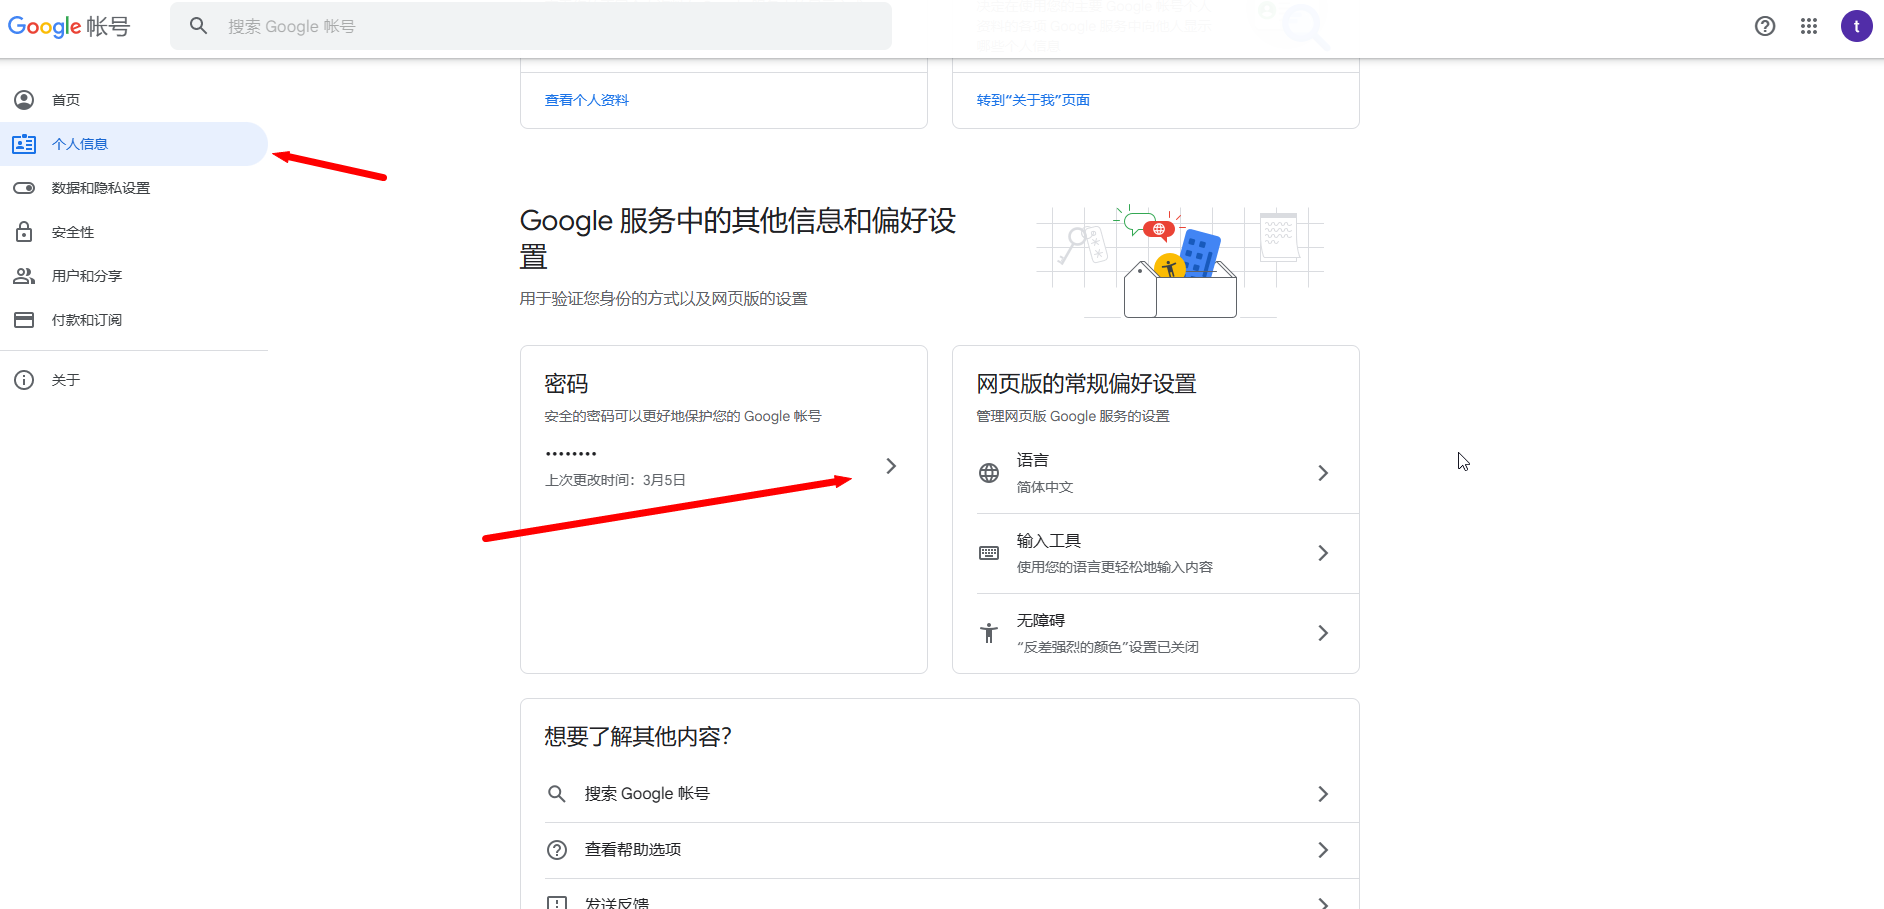 Google 帐号
搜索 Google 帐号
t
首页
个人信息
数据和隐私设置
安全性
用户和分享
付款和订阅
关于
查看个人资料
转到“关于我”页面
Google 服务中的其他信息和偏好设
置
用于验证您身份的方式以及网页版的设置
密码
安全的密码可以更好地保护您的 Google 帐号
••••••••
上次更改时间：3月5日
网页版的常规偏好设置
管理网页版 Google 服务的设置
语言
简体中文
输入工具
使用您的语言更轻松地输入内容
无障碍
“反差强烈的颜色”设置已关闭
想要了解其他内容？
搜索 Google 帐号
查看帮助选项
发送反馈